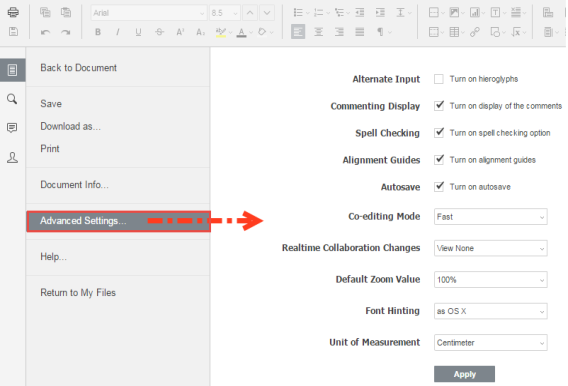 Arial 8.5
B I U S A² A₂ A
Back to Document
Save
Download as...
Print
Document Info...
Advanced Settings...
Help...
Return to My Files
Alternate Input Turn on hieroglyphs
Commenting Display Turn on display of the comments
Spell Checking Turn on spell checking option
Alignment Guides Turn on alignment guides
Autosave Turn on autosave
Co-editing Mode Fast
Realtime Collaboration Changes View None
Default Zoom Value 100%
Font Hinting as OS X
Unit of Measurement Centimeter
Apply